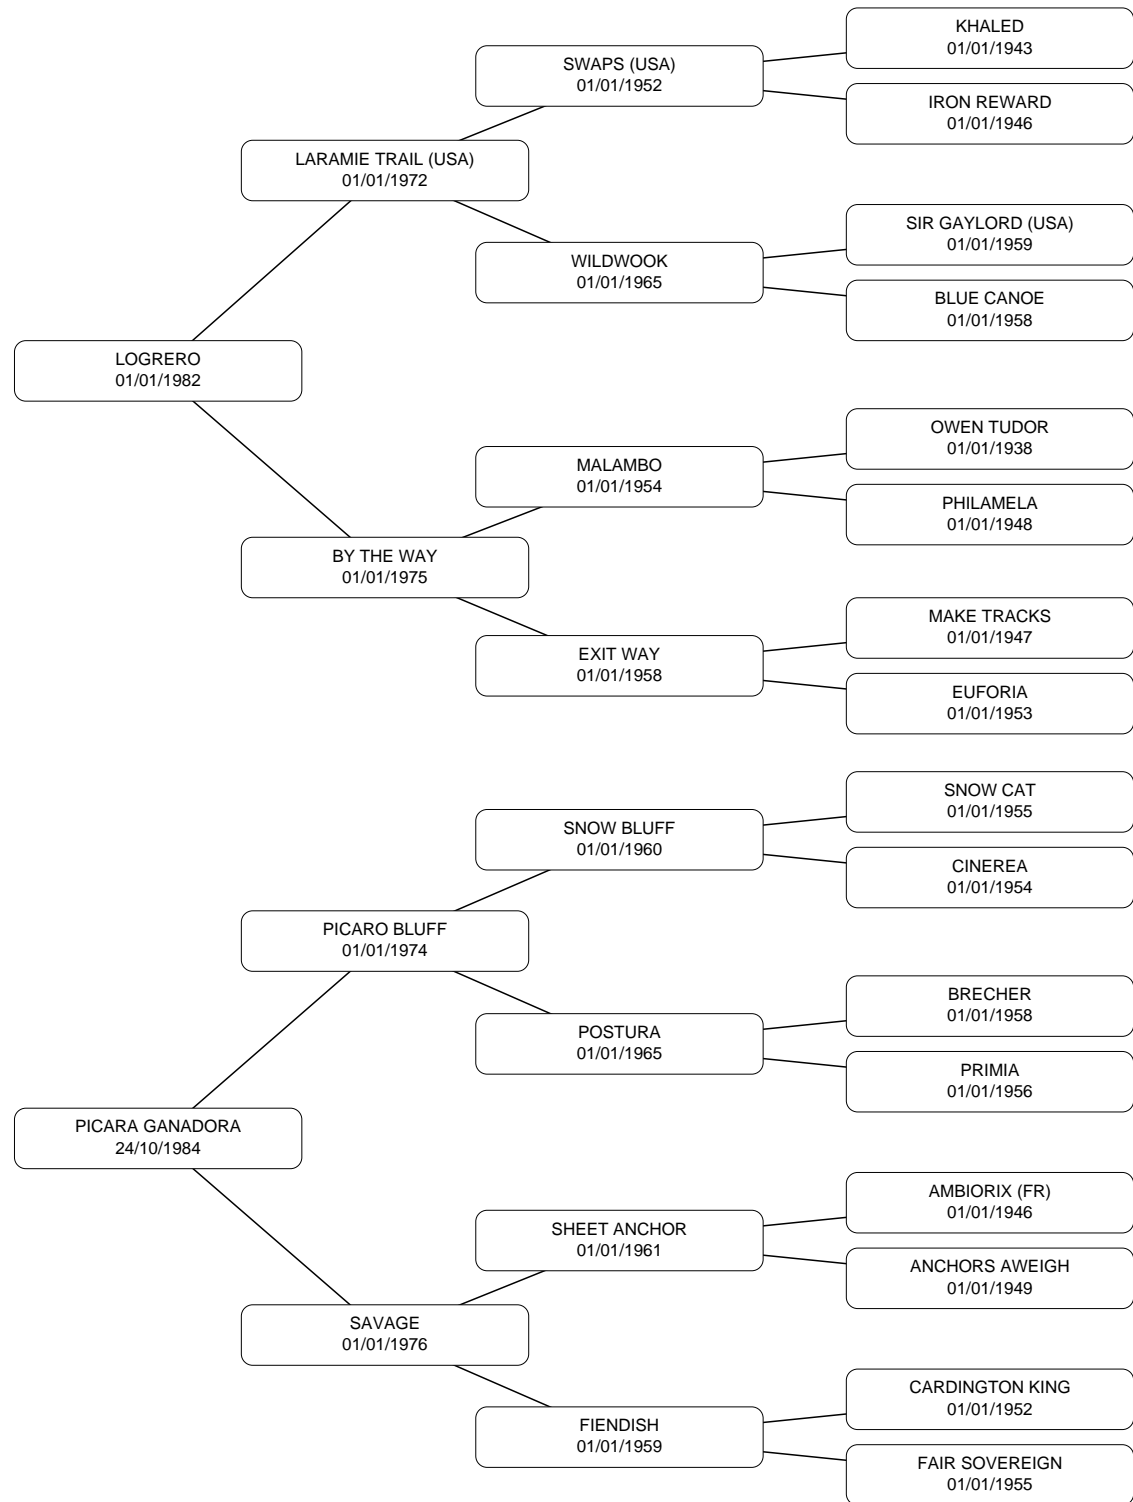 KHALED
01/01/1943
SWAPS (USA)
01/01/1952
IRON REWARD
01/01/1946
LARAMIE TRAIL (USA)
01/01/1972
SIR GAYLORD (USA)
01/01/1959
WILDWOOK
01/01/1965
BLUE CANOE
01/01/1958
LOGRERO
01/01/1982
OWEN TUDOR
01/01/1938
MALAMBO
01/01/1954
PHILAMELA
01/01/1948
BY THE WAY
01/01/1975
MAKE TRACKS
01/01/1947
EXIT WAY
01/01/1958
EUFORIA
01/01/1953
SNOW CAT
01/01/1955
SNOW BLUFF
01/01/1960
CINEREA
01/01/1954
PICARO BLUFF
01/01/1974
BRECHER
01/01/1958
POSTURA
01/01/1965
PRIMIA
01/01/1956
PICARA GANADORA
24/10/1984
AMBIORIX (FR)
01/01/1946
SHEET ANCHOR
01/01/1961
ANCHORS AWEIGH
01/01/1949
SAVAGE
01/01/1976
CARDINGTON KING
01/01/1952
FIENDISH
01/01/1959
FAIR SOVEREIGN
01/01/1955